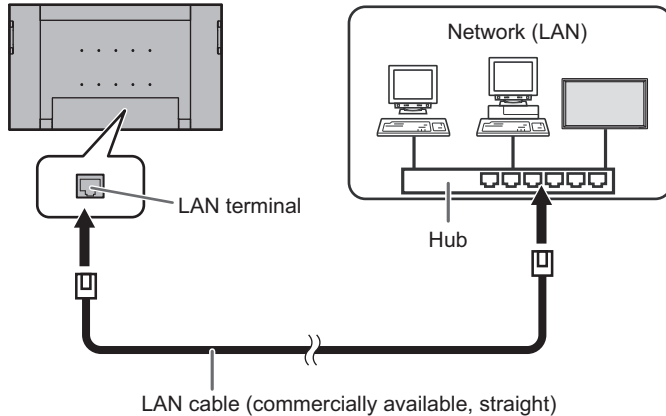 Network (LAN)
LAN terminal
Hub
LAN cable (commercially available, straight)